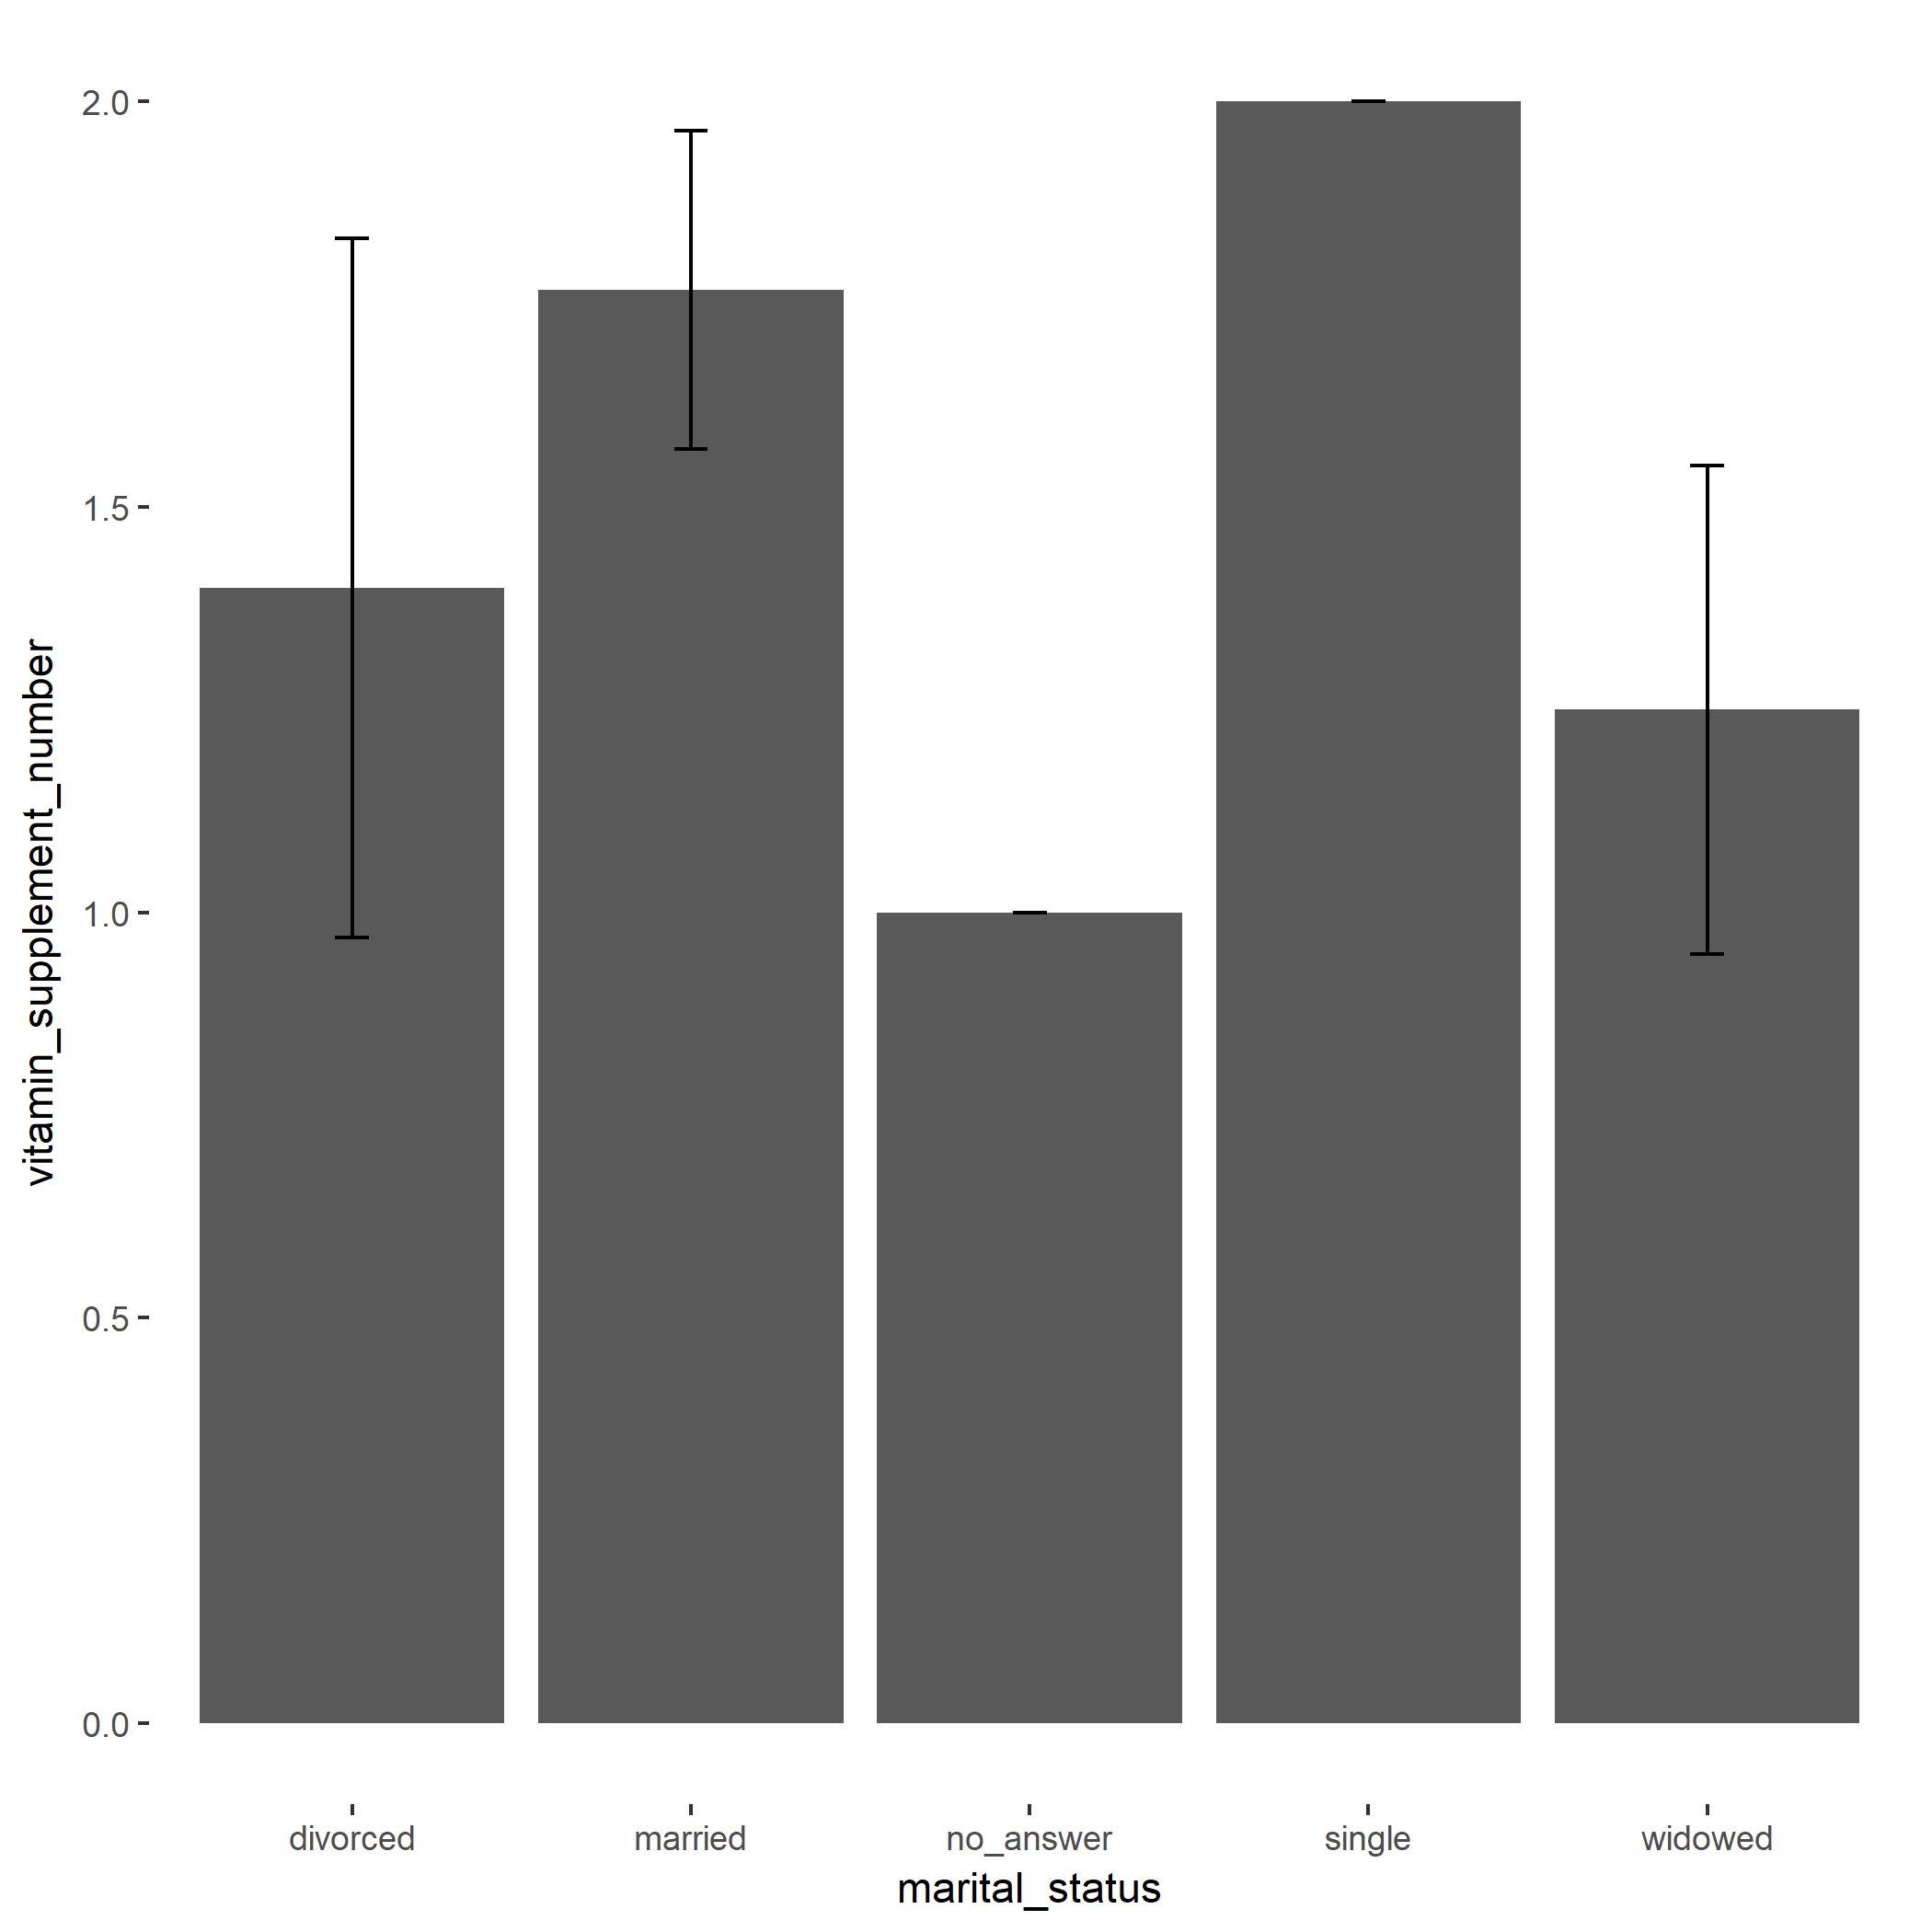 2.0
1.5
1.0
0.5
0.0
vitamin_supplement_number
divorced married no_answer single widowed
marital_status